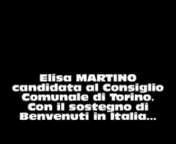 Elisa MARTINO
candidata al Consiglio
Comunale di Torino.
Con il sostegno di
Benvenuti in Italia...